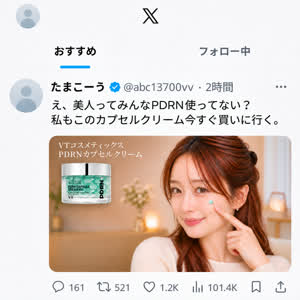 おすすめ
フォロー中
たまこーう @abc13700vv・2時間
え、美人ってみんなPDRN使ってない？
私もこのカプセルクリーム今すぐ買いに行く。
VTコスメティックス
PDRNカプセルクリーム
PDRN
VT
161 521 1.2K 101.4K